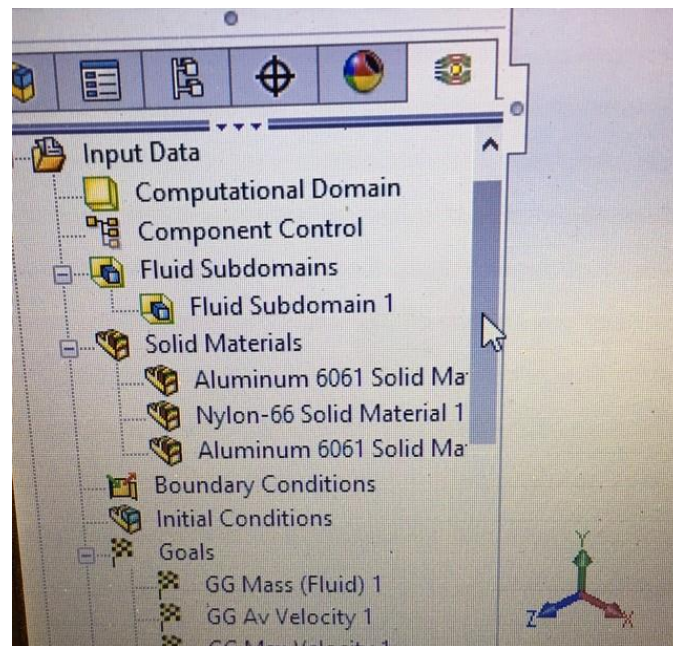 Input Data
Computational Domain
Component Control
Fluid Subdomains
Fluid Subdomain 1
Solid Materials
Aluminum 6061 Solid Ma
Nylon-66 Solid Material 1
Aluminum 6061 Solid Ma
Boundary Conditions
Initial Conditions
Goals
GG Mass (Fluid) 1
GG Av Velocity 1
Y
Z
X